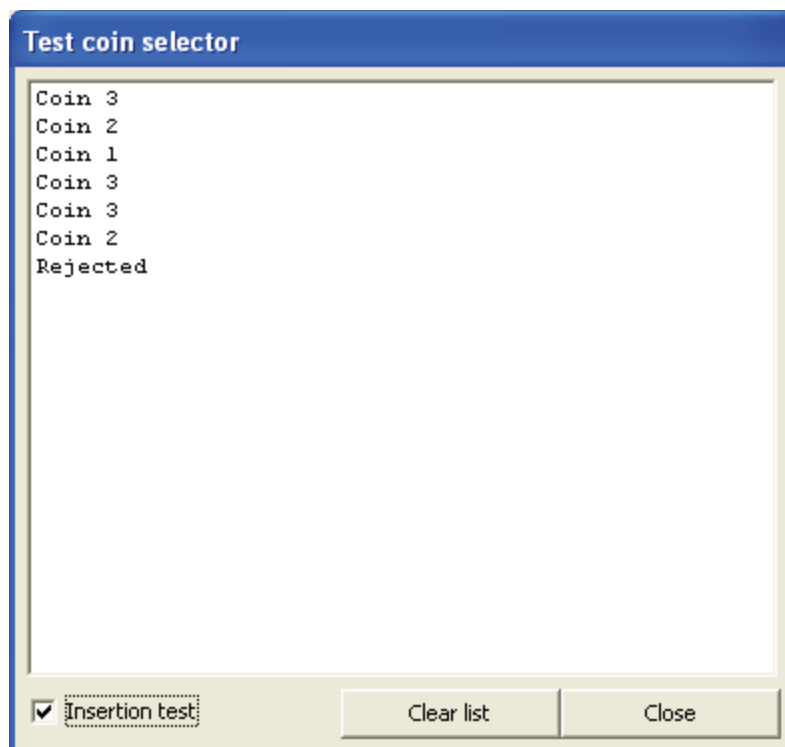 Test coin selector
Coin 3
Coin 2
Coin 1
Coin 3
Coin 3
Coin 2
Rejected
Insertion test
Clear list
Close